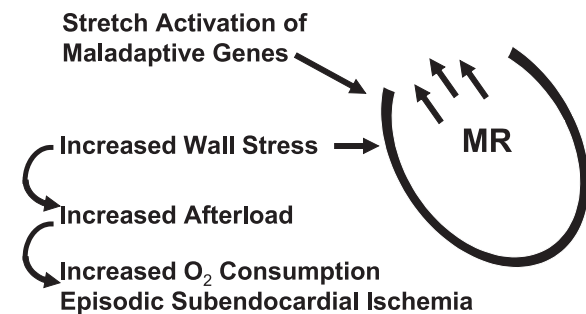 Stretch Activation of
Maladaptive Genes
MR
Increased Wall Stress
Increased Afterload
Increased O₂ Consumption
Episodic Subendocardial Ischemia